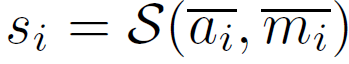 $s_i = \mathcal{S}(\overline{a_i}, \overline{m_i})$